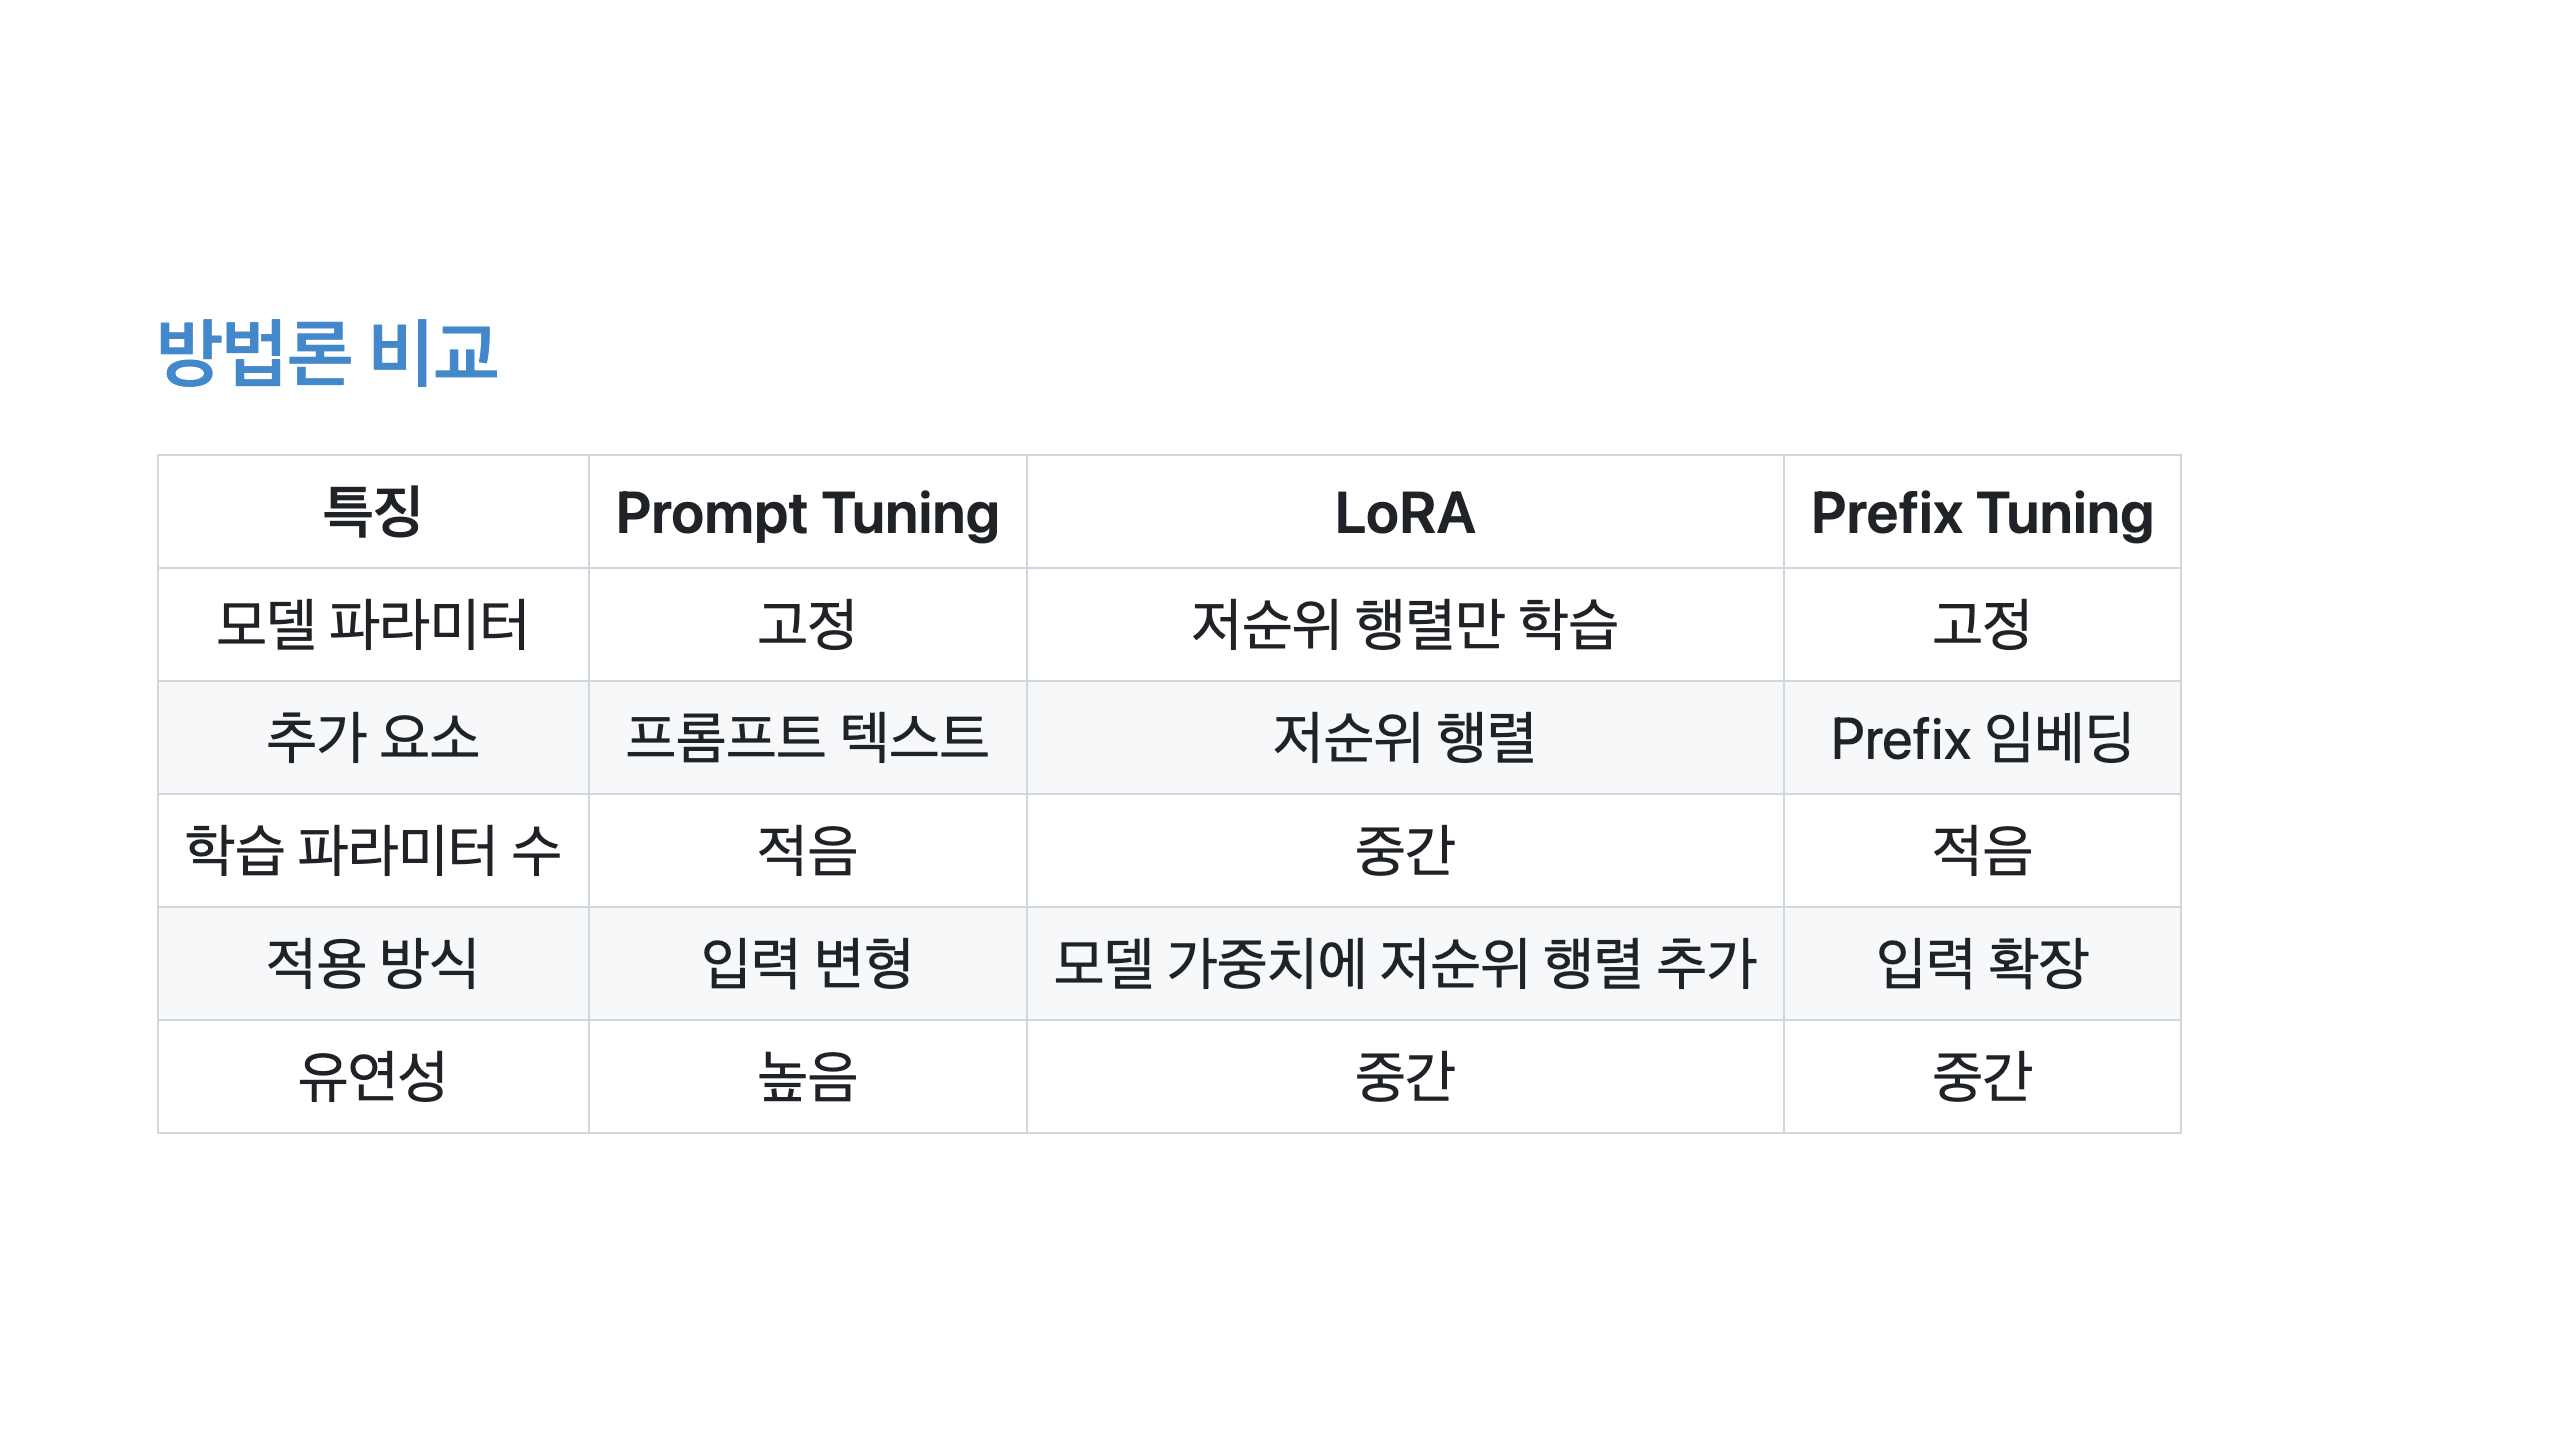 방법론 비교
특징 Prompt Tuning LoRA Prefix Tuning
모델 파라미터 고정 저순위 행렬만 학습 고정
추가 요소 프롬프트 텍스트 저순위 행렬 Prefix 임베딩
학습 파라미터 수 적음 중간 적음
적용 방식 입력 변형 모델 가중치에 저순위 행렬 추가 입력 확장
유연성 높음 중간 중간